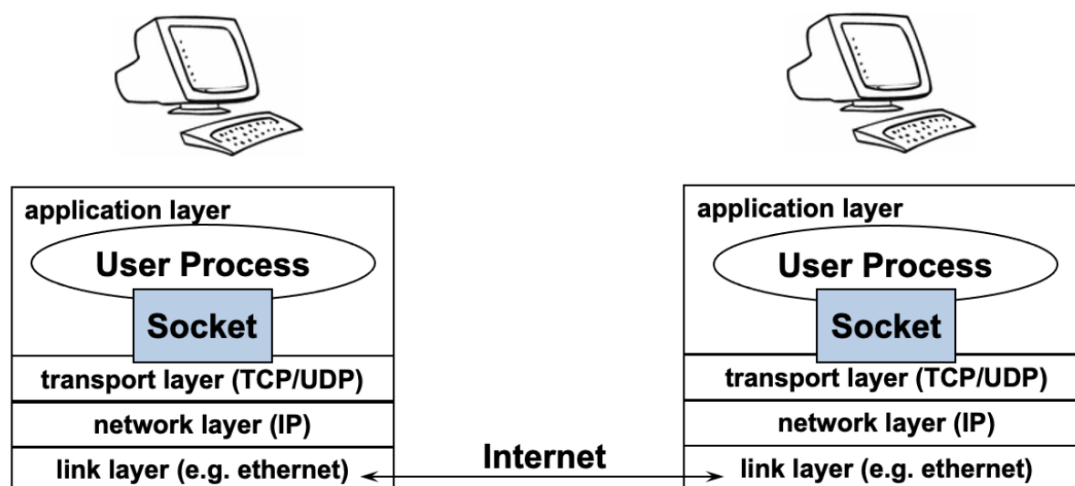 application layer
User Process
Socket
transport layer (TCP/UDP)
network layer (IP)
link layer (e.g. ethernet)
Internet
application layer
User Process
Socket
transport layer (TCP/UDP)
network layer (IP)
link layer (e.g. ethernet)